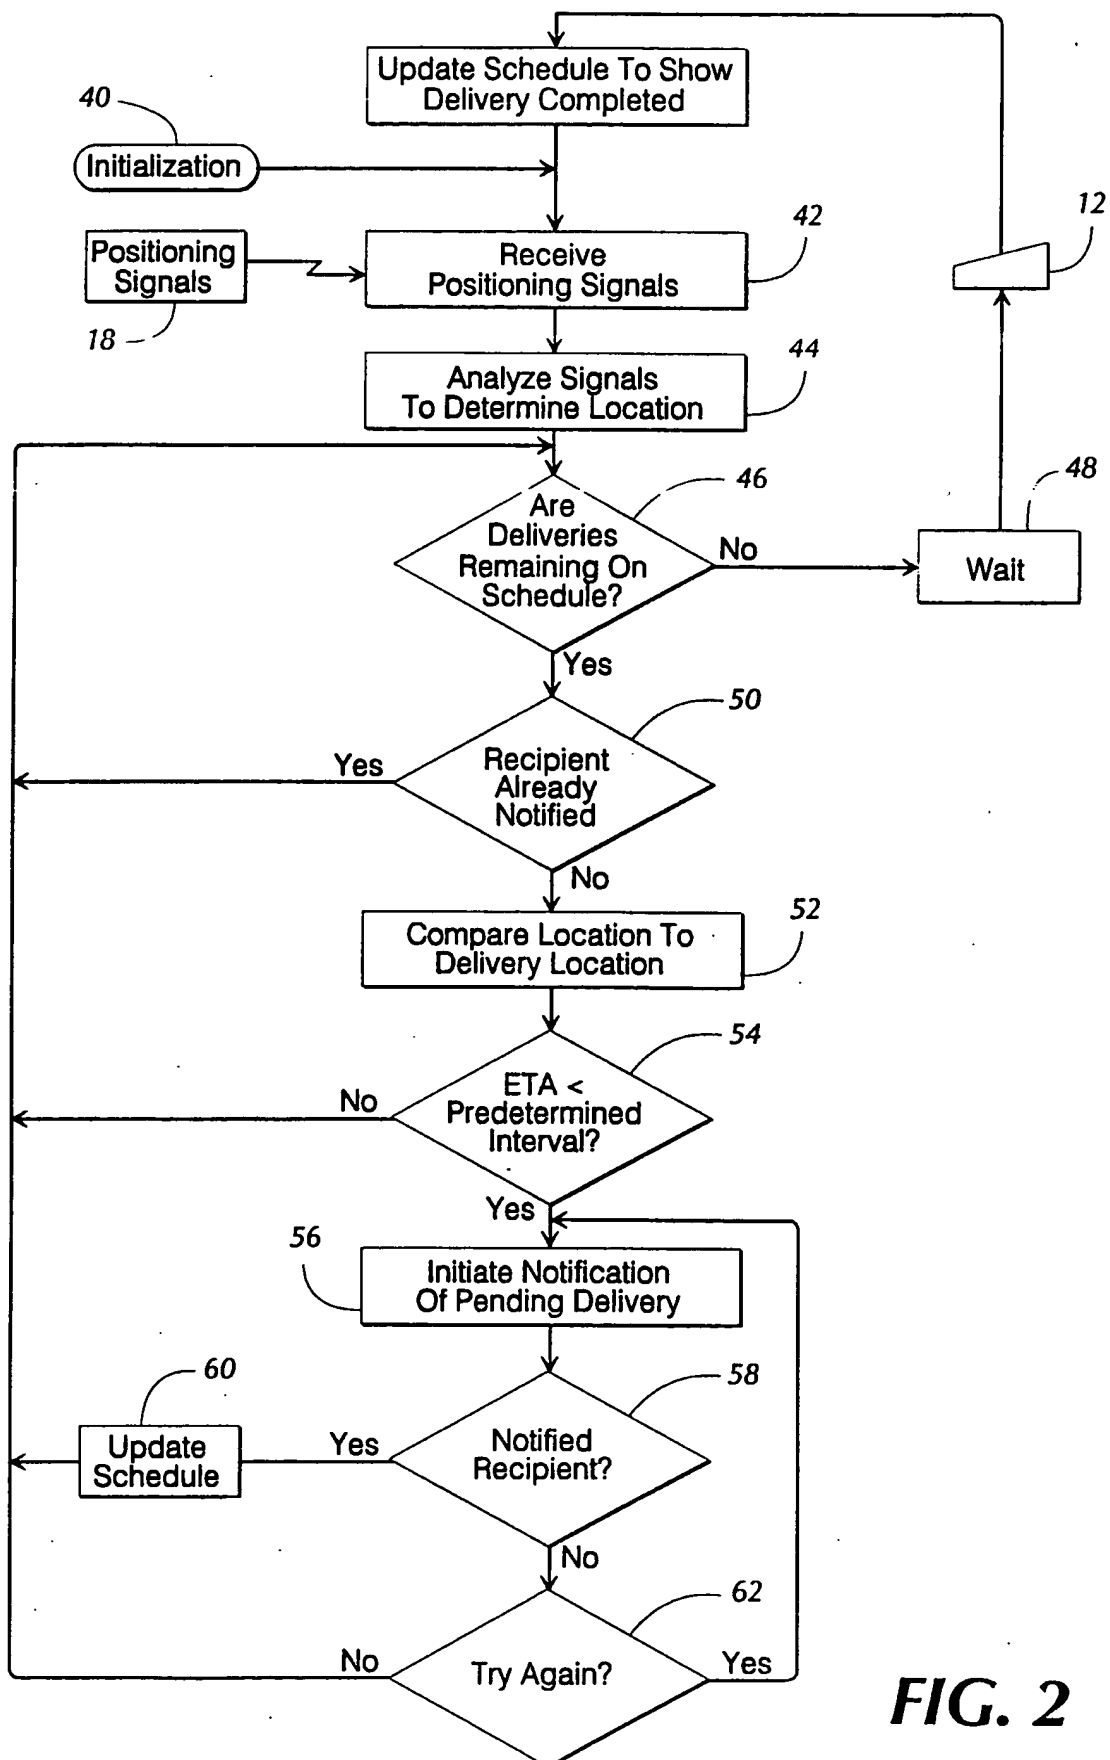 Update Schedule To Show
Delivery Completed
40
Initialization
12
42
Positioning
Signals
Receive
Positioning Signals
18
44
Analyze Signals
To Determine Location
46
48
Are
Deliveries
Remaining On
Schedule?
No
Wait
Yes
50
Yes
Recipient
Already
Notified
No
52
Compare Location To
Delivery Location
54
No
ETA <
Predetermined
Interval?
Yes
56
Initiate Notification
Of Pending Delivery
60
58
Update
Schedule
Yes
Notified
Recipient?
No
62
No
Try Again?
Yes
FIG. 2